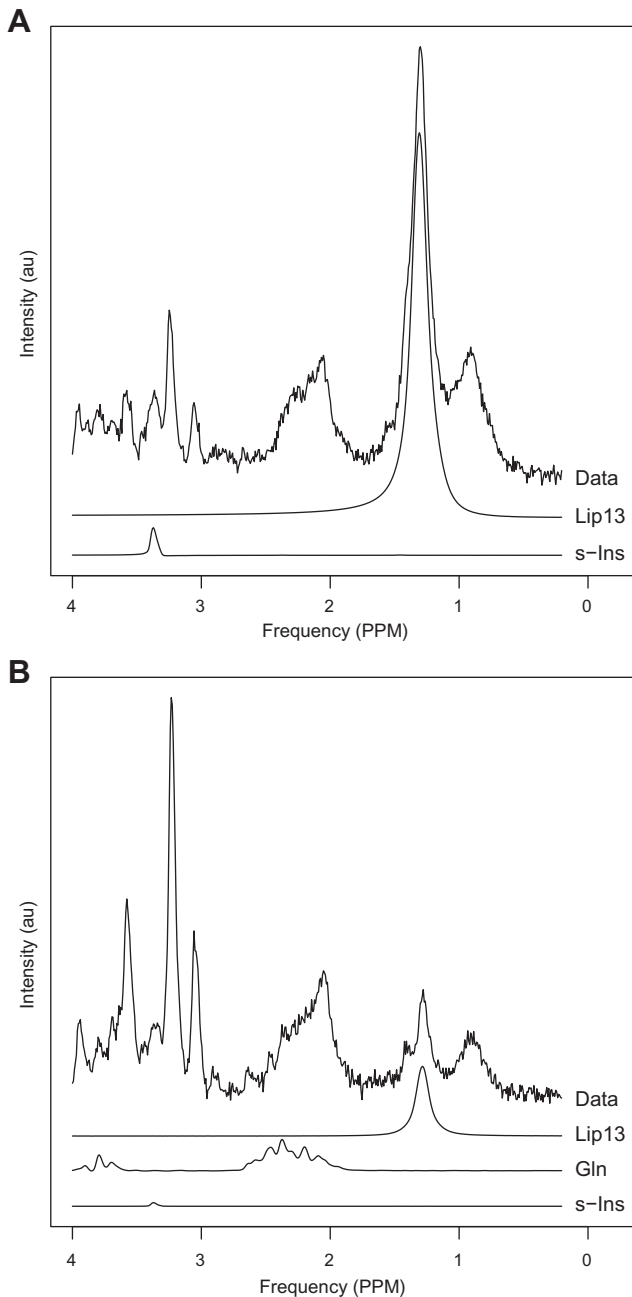 A
Intensity (au)
Data
Lip13
s−Ins
4 3 2 1 0
Frequency (PPM)
B
Intensity (au)
Data
Lip13
Gln
s−Ins
4 3 2 1 0
Frequency (PPM)